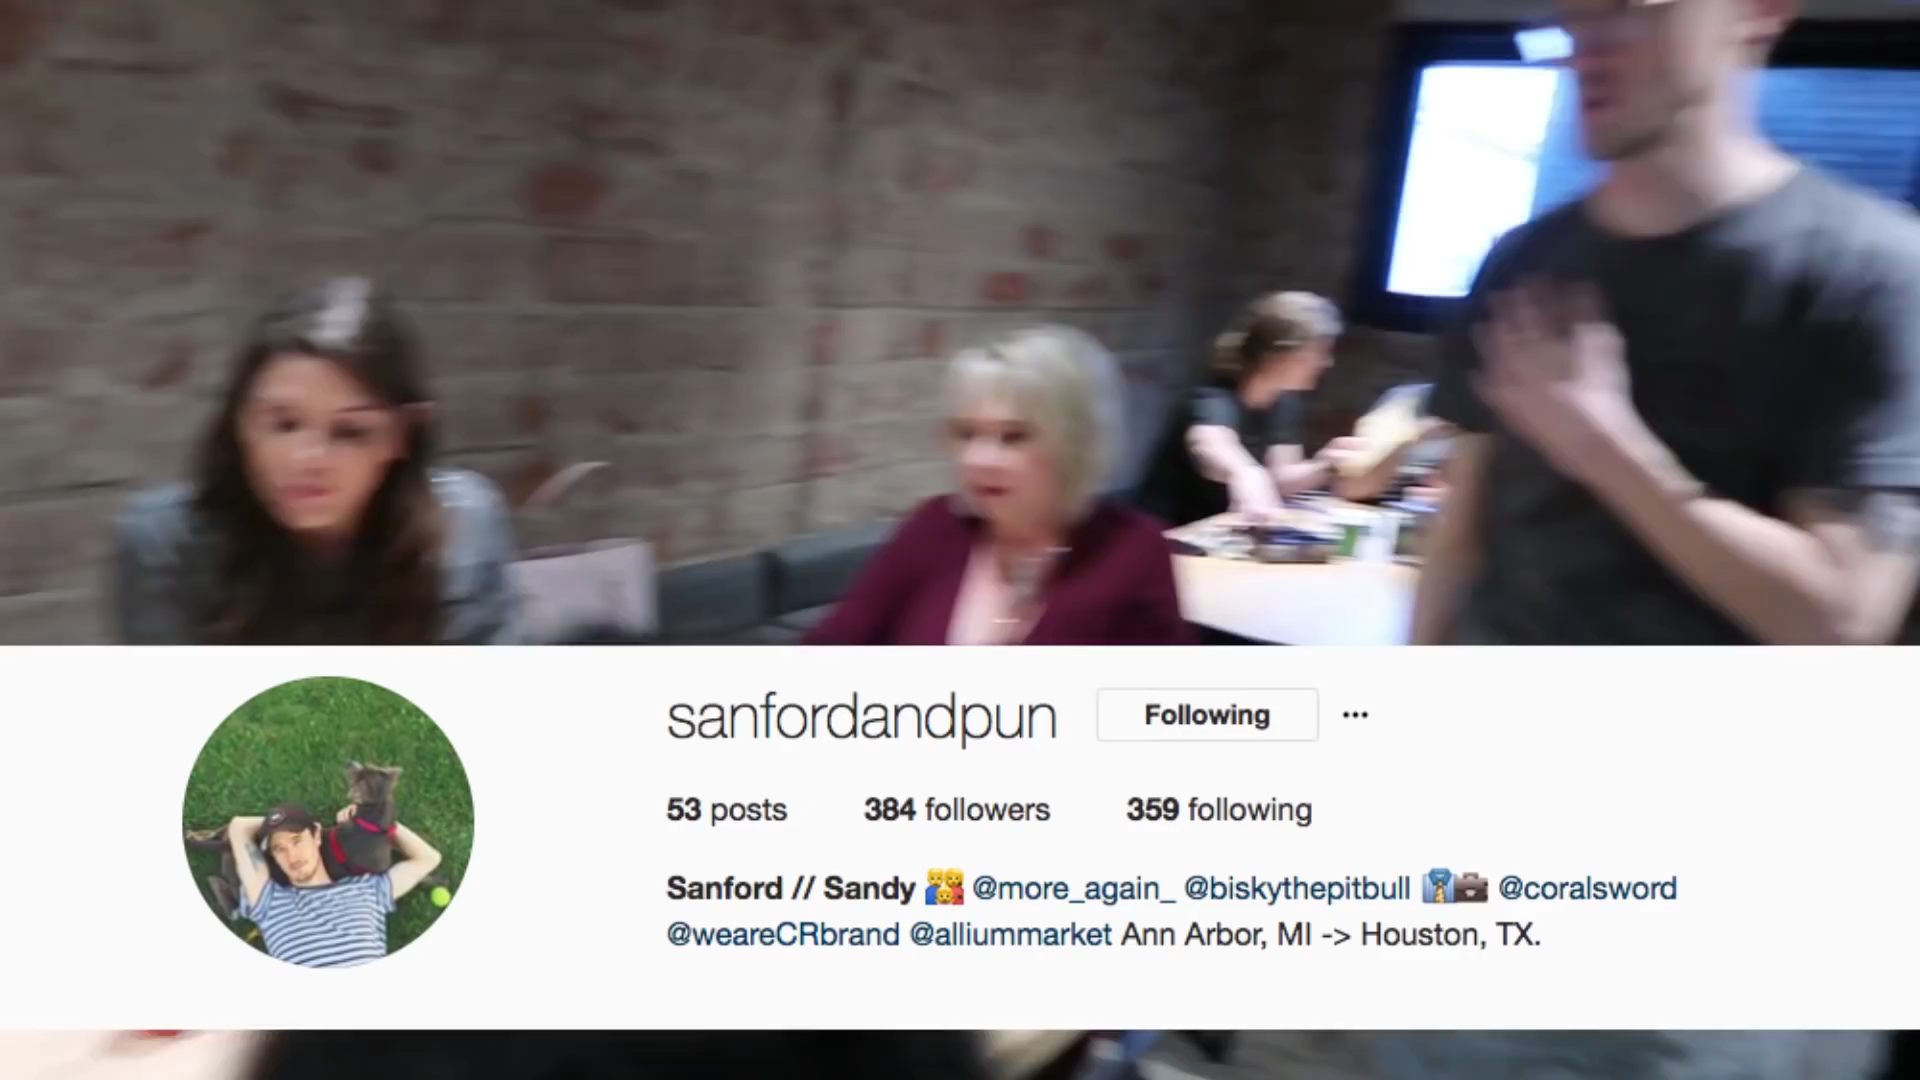 sanfordandpun Following ...
53 posts 384 followers 359 following
Sanford // Sandy 👨‍👩‍👦 @more_again_ @biskythepitbull 👔💼 @coralsword
@weareCRbrand @alliummarket Ann Arbor, MI -> Houston, TX.